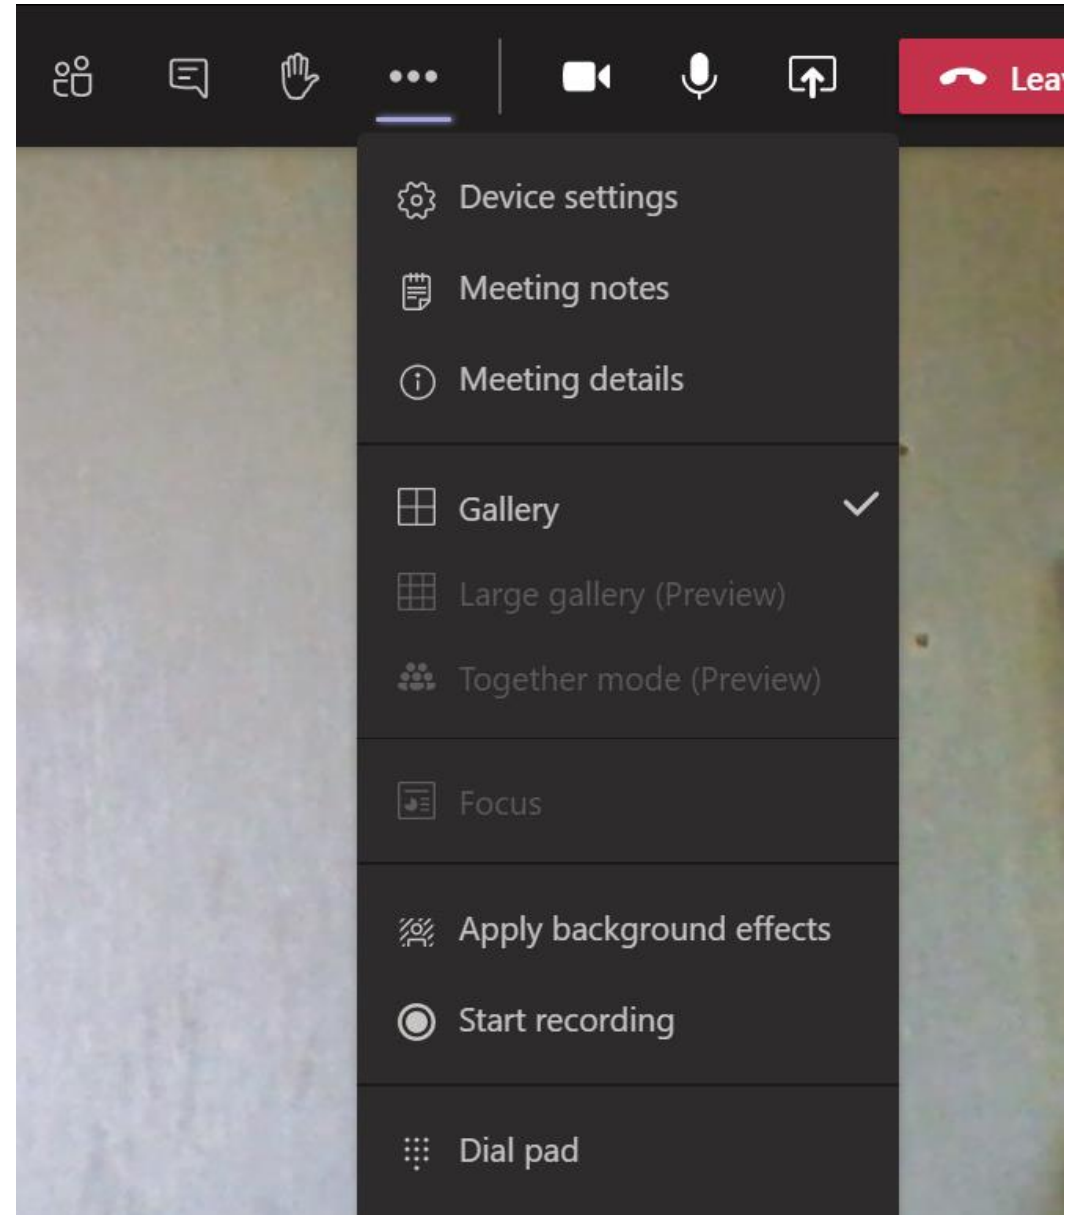 Lea
Device settings
Meeting notes
Meeting details
Gallery
Large gallery (Preview)
Together mode (Preview)
Focus
Apply background effects
Start recording
Dial pad